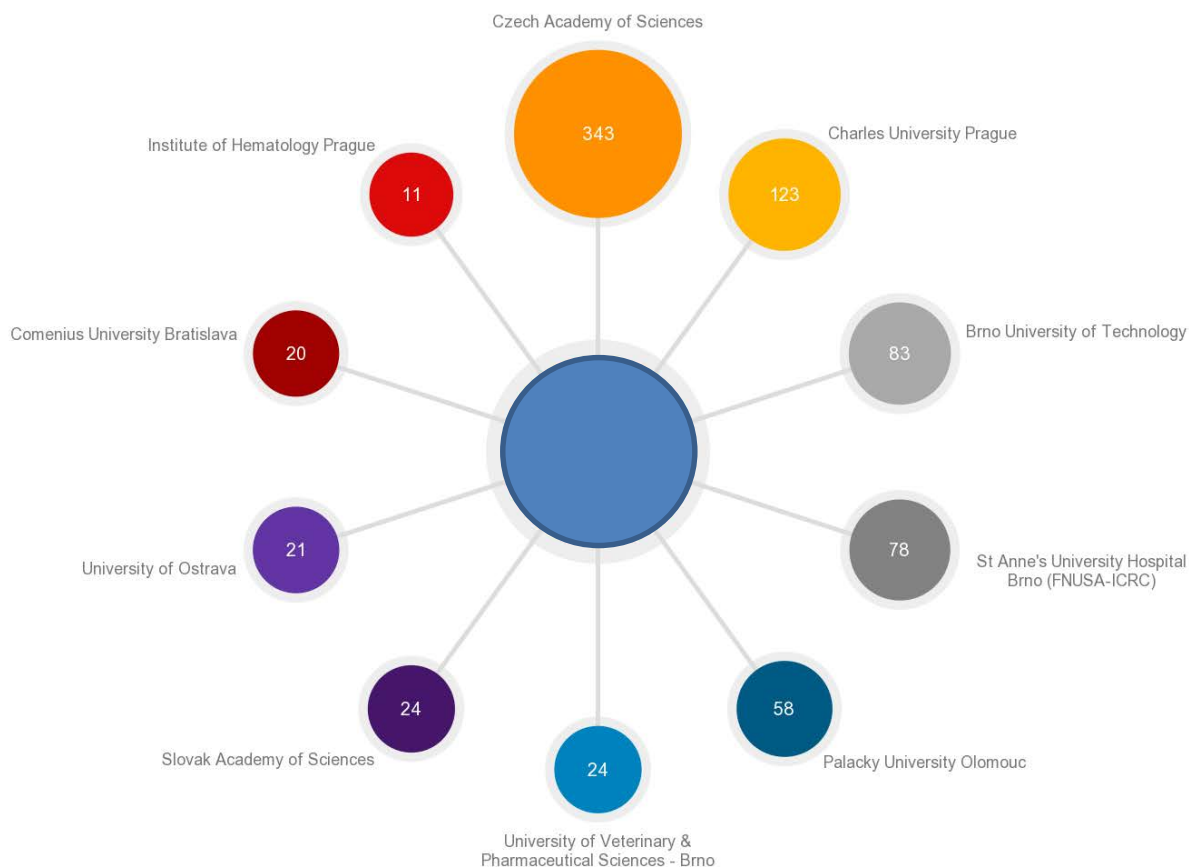 Czech Academy of Sciences
343
Charles University Prague
123
Brno University of Technology
83
St Anne's University Hospital
Brno (FNUSA-ICRC)
78
Palacky University Olomouc
58
University of Veterinary &
Pharmaceutical Sciences - Brno
24
Slovak Academy of Sciences
24
University of Ostrava
21
Comenius University Bratislava
20
Institute of Hematology Prague
11